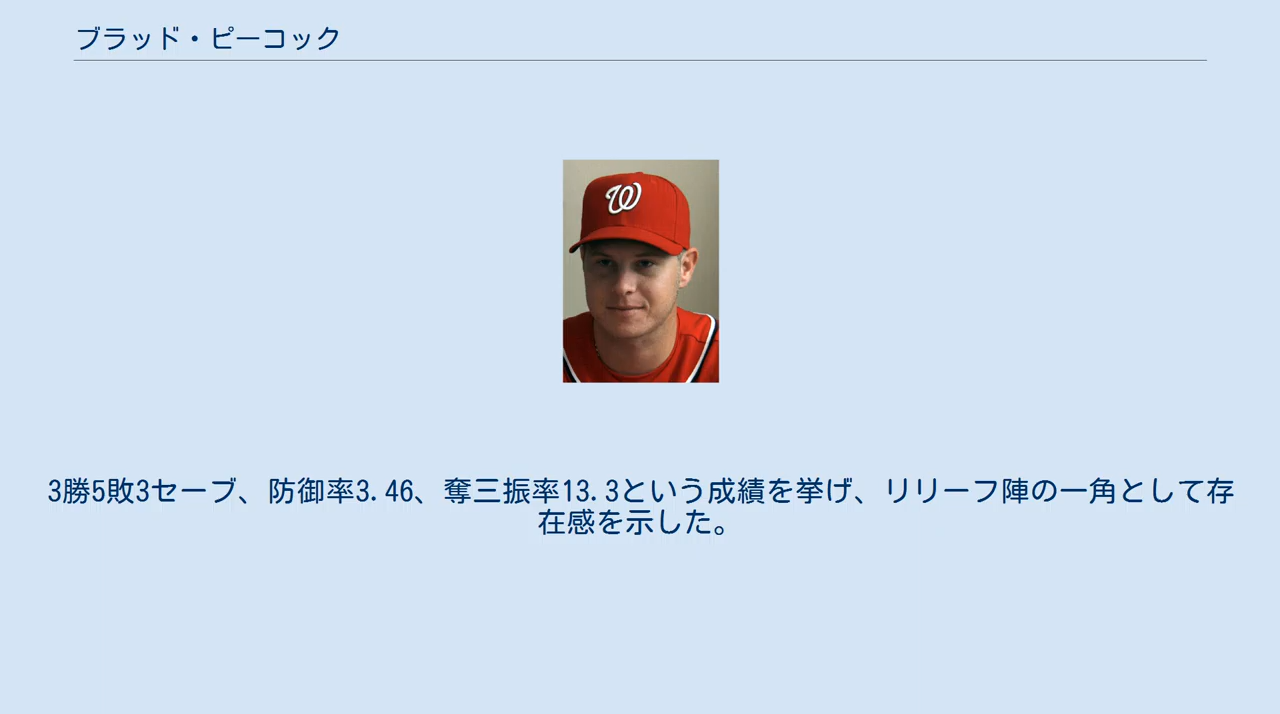 ブラッド・ピーコック
W
3勝5敗3セーブ、防御率3.46、奪三振率13.3という成績を挙げ、リリーフ陣の一角として存
在感を示した。